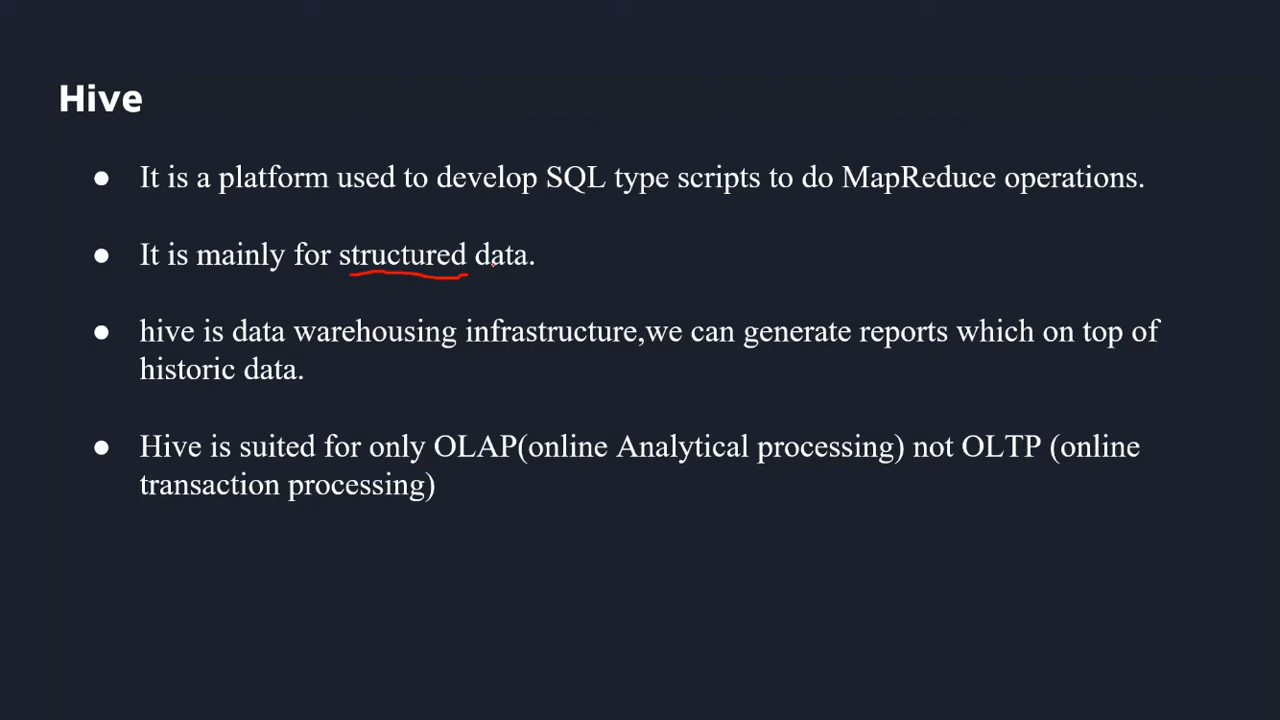 Hive
● It is a platform used to develop SQL type scripts to do MapReduce operations.
● It is mainly for structured data.
● hive is data warehousing infrastructure,we can generate reports which on top of
historic data.
● Hive is suited for only OLAP(online Analytical processing) not OLTP (online
transaction processing)